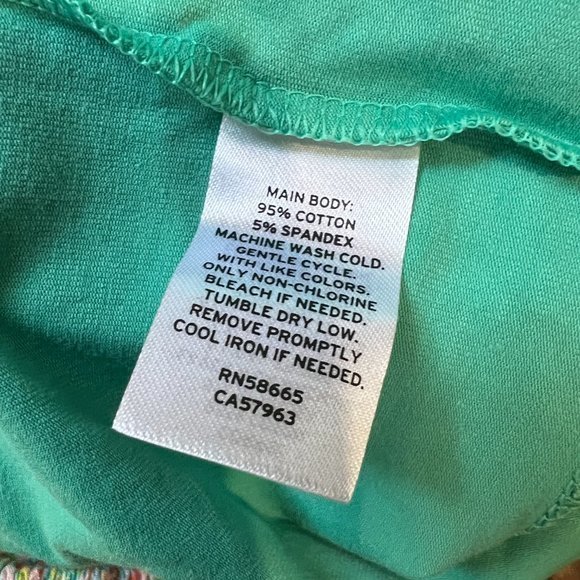 MAIN BODY:
95% COTTON
5% SPANDEX
MACHINE WASH COLD.
GENTLE CYCLE.
WITH LIKE COLORS.
ONLY NON-CHLORINE
BLEACH IF NEEDED.
TUMBLE DRY LOW.
REMOVE PROMPTLY
COOL IRON IF NEEDED.
RN58665
CA57963